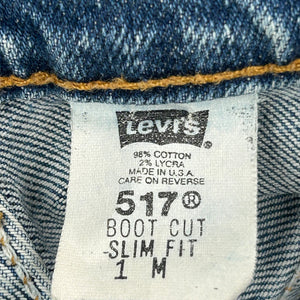 Levi's
98% COTTON
2% LYCRA
MADE IN U.S.A.
CARE ON REVERSE
517®
BOOT CUT
SLIM FIT
1 M